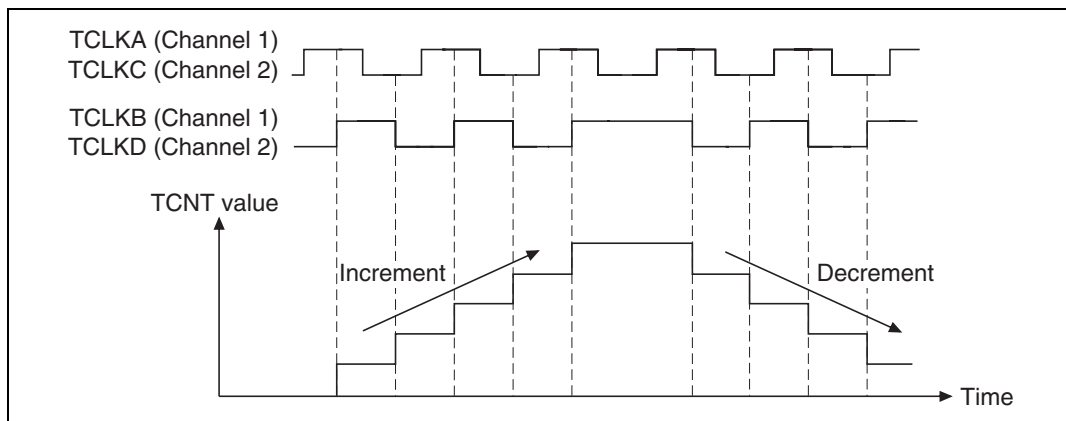 TCLKA (Channel 1)
TCLKC (Channel 2)
TCLKB (Channel 1)
TCLKD (Channel 2)
TCNT value
Increment
Decrement
Time